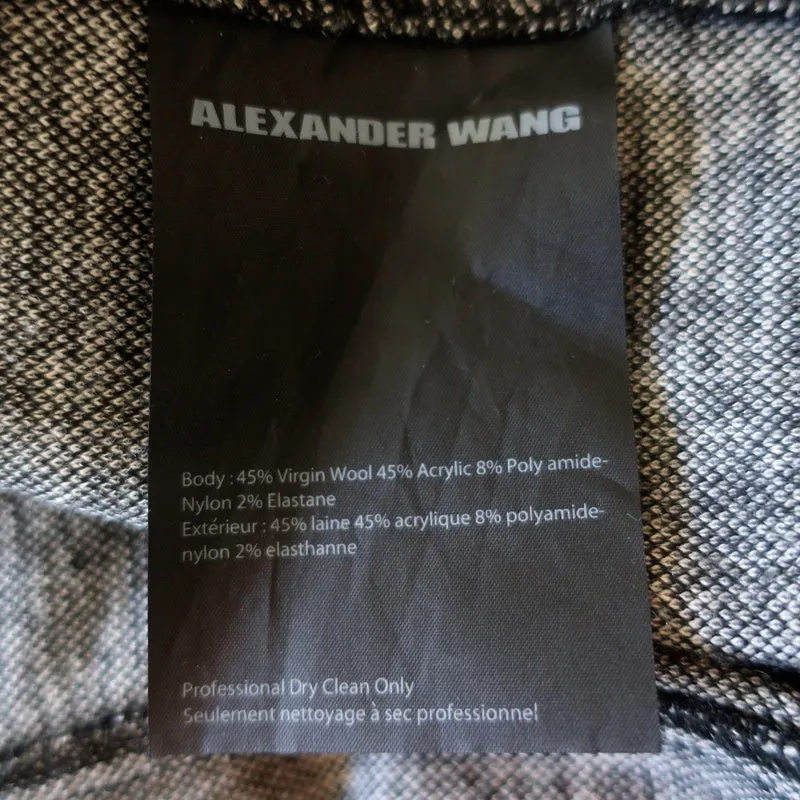 ALEXANDER WANG
Body : 45% Virgin Wool 45% Acrylic 8% Poly amide-
Nylon 2% Elastane
Extérieur : 45% laine 45% acrylique 8% polyamide-
nylon 2% elasthanne
Professional Dry Clean Only
Seulement nettoyage à sec professionnel